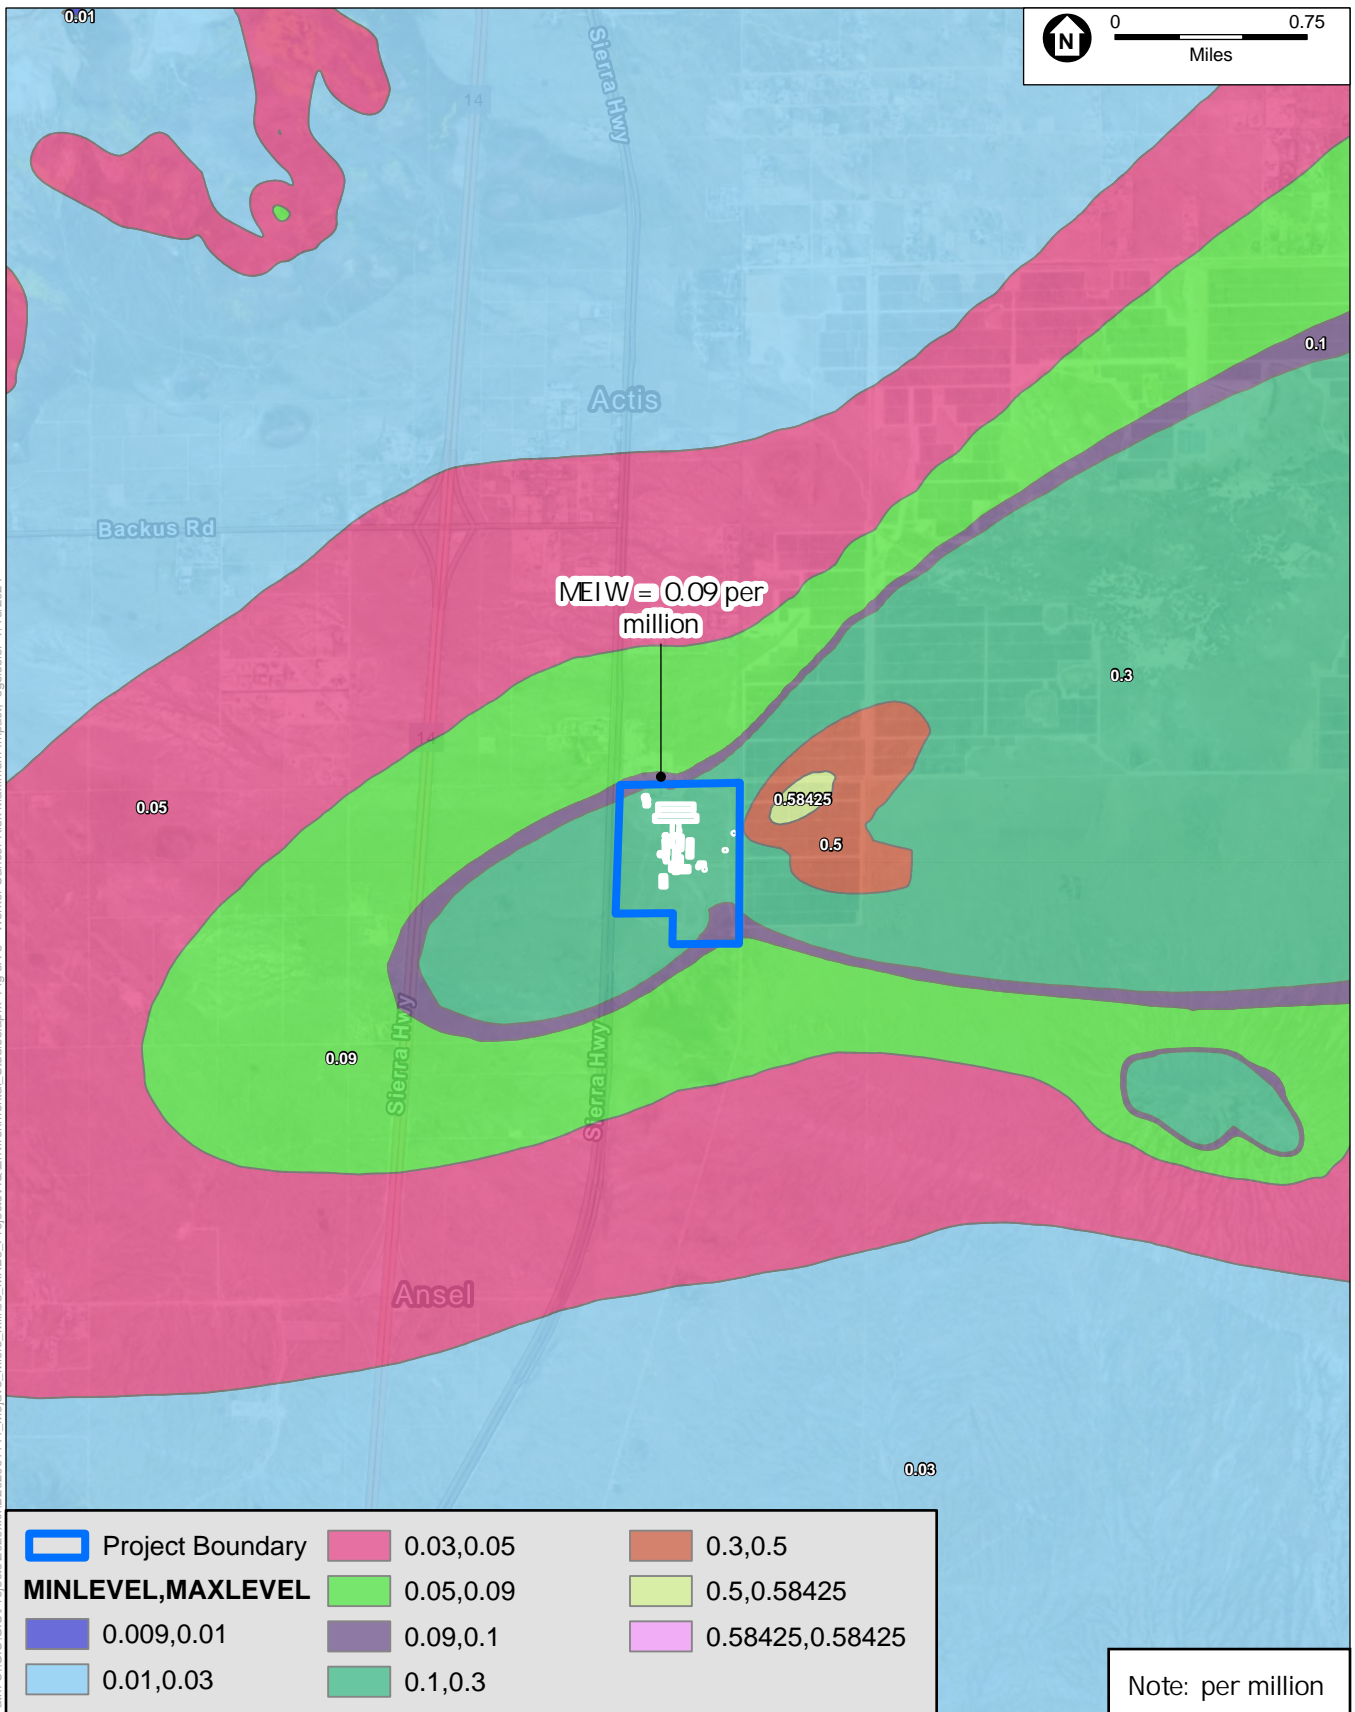 0.01
N
0 0.75
Miles
14
Sierra Hwy
0.1
Actis
Backus Rd
MEIW = 0.09 per
million
0.3
14
0.05
0.58425
0.5
Sierra Hwy
Sierra Hwy
0.09
Ansel
0.03
Project Boundary
MINLEVEL,MAXLEVEL
0.009,0.01
0.01,0.03
0.03,0.05
0.05,0.09
0.09,0.1
0.1,0.3
0.3,0.5
0.5,0.58425
0.58425,0.58425
Note: per million